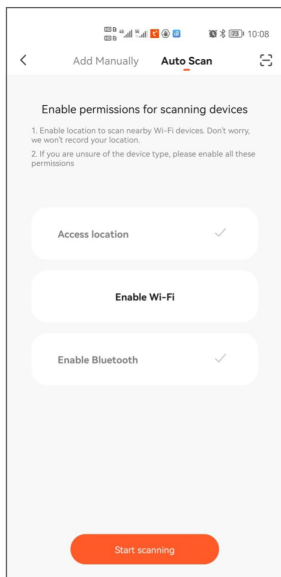 10:08
Add Manually Auto Scan
Enable permissions for scanning devices
1. Enable location to scan nearby Wi-Fi devices. Don't worry,
we won't record your location.
2. If you are unsure of the device type, please enable all these
permissions
Access location
Enable Wi-Fi
Enable Bluetooth
Start scanning